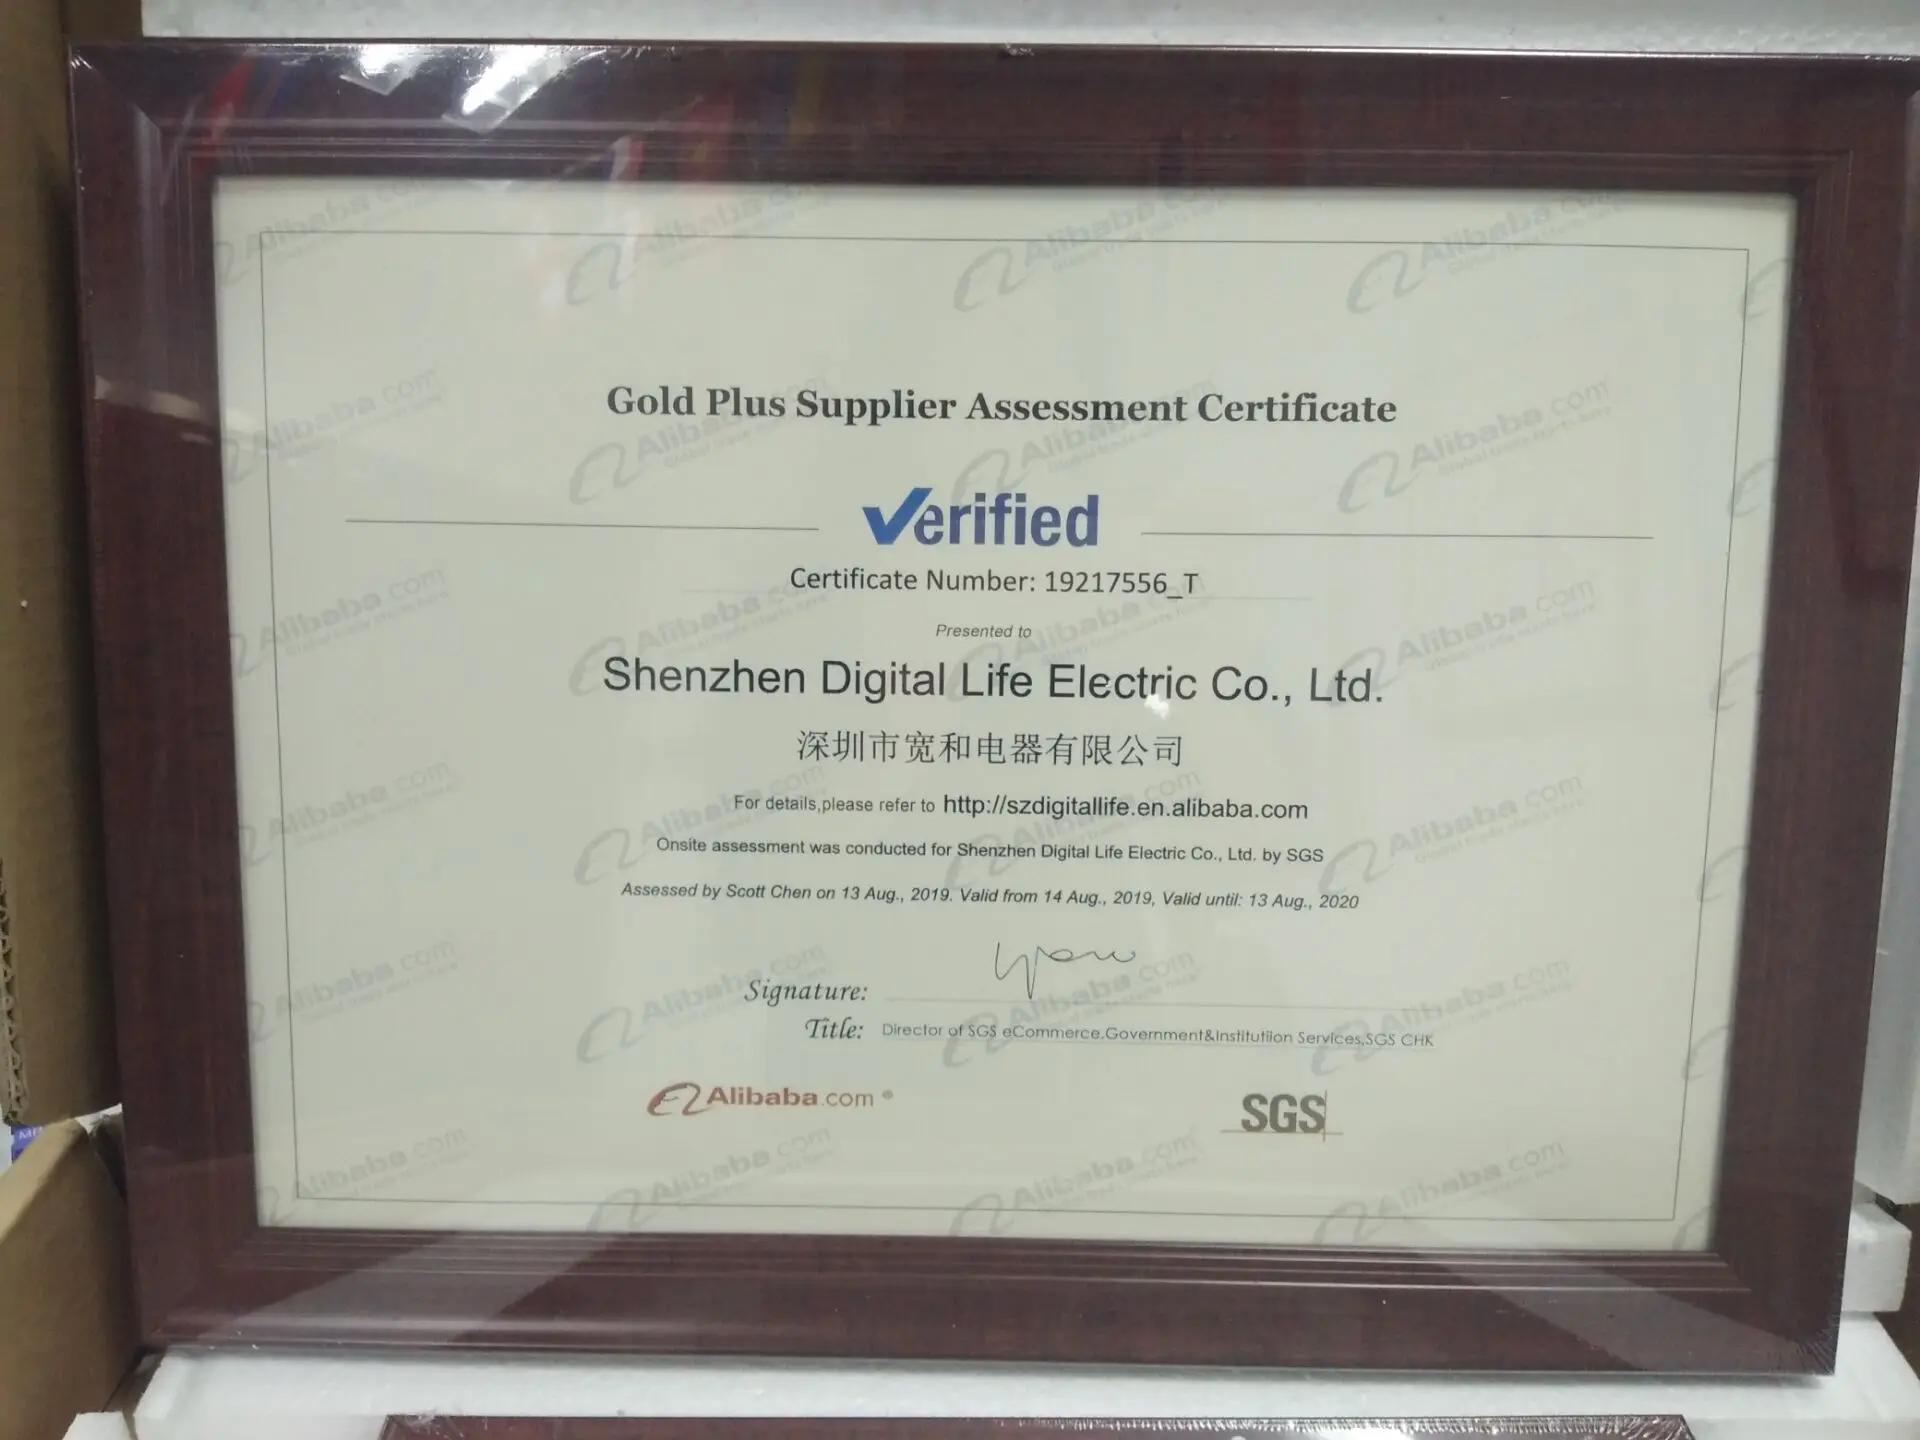 Gold Plus Supplier Assessment Certificate
Verified
Certificate Number: 19217556_T
Presented to
Shenzhen Digital Life Electric Co., Ltd.
深圳市宽和电器有限公司
For details,please refer to http://szdigitallife.en.alibaba.com
Onsite assessment was conducted for Shenzhen Digital Life Electric Co., Ltd. by SGS
Assessed by Scott Chen on 13 Aug., 2019. Valid from 14 Aug., 2019, Valid until: 13 Aug., 2020
Signature:
Title: Director of SGS eCommerce,Government&Institutiion Services,SGS CHK
Alibaba.com®
SGS